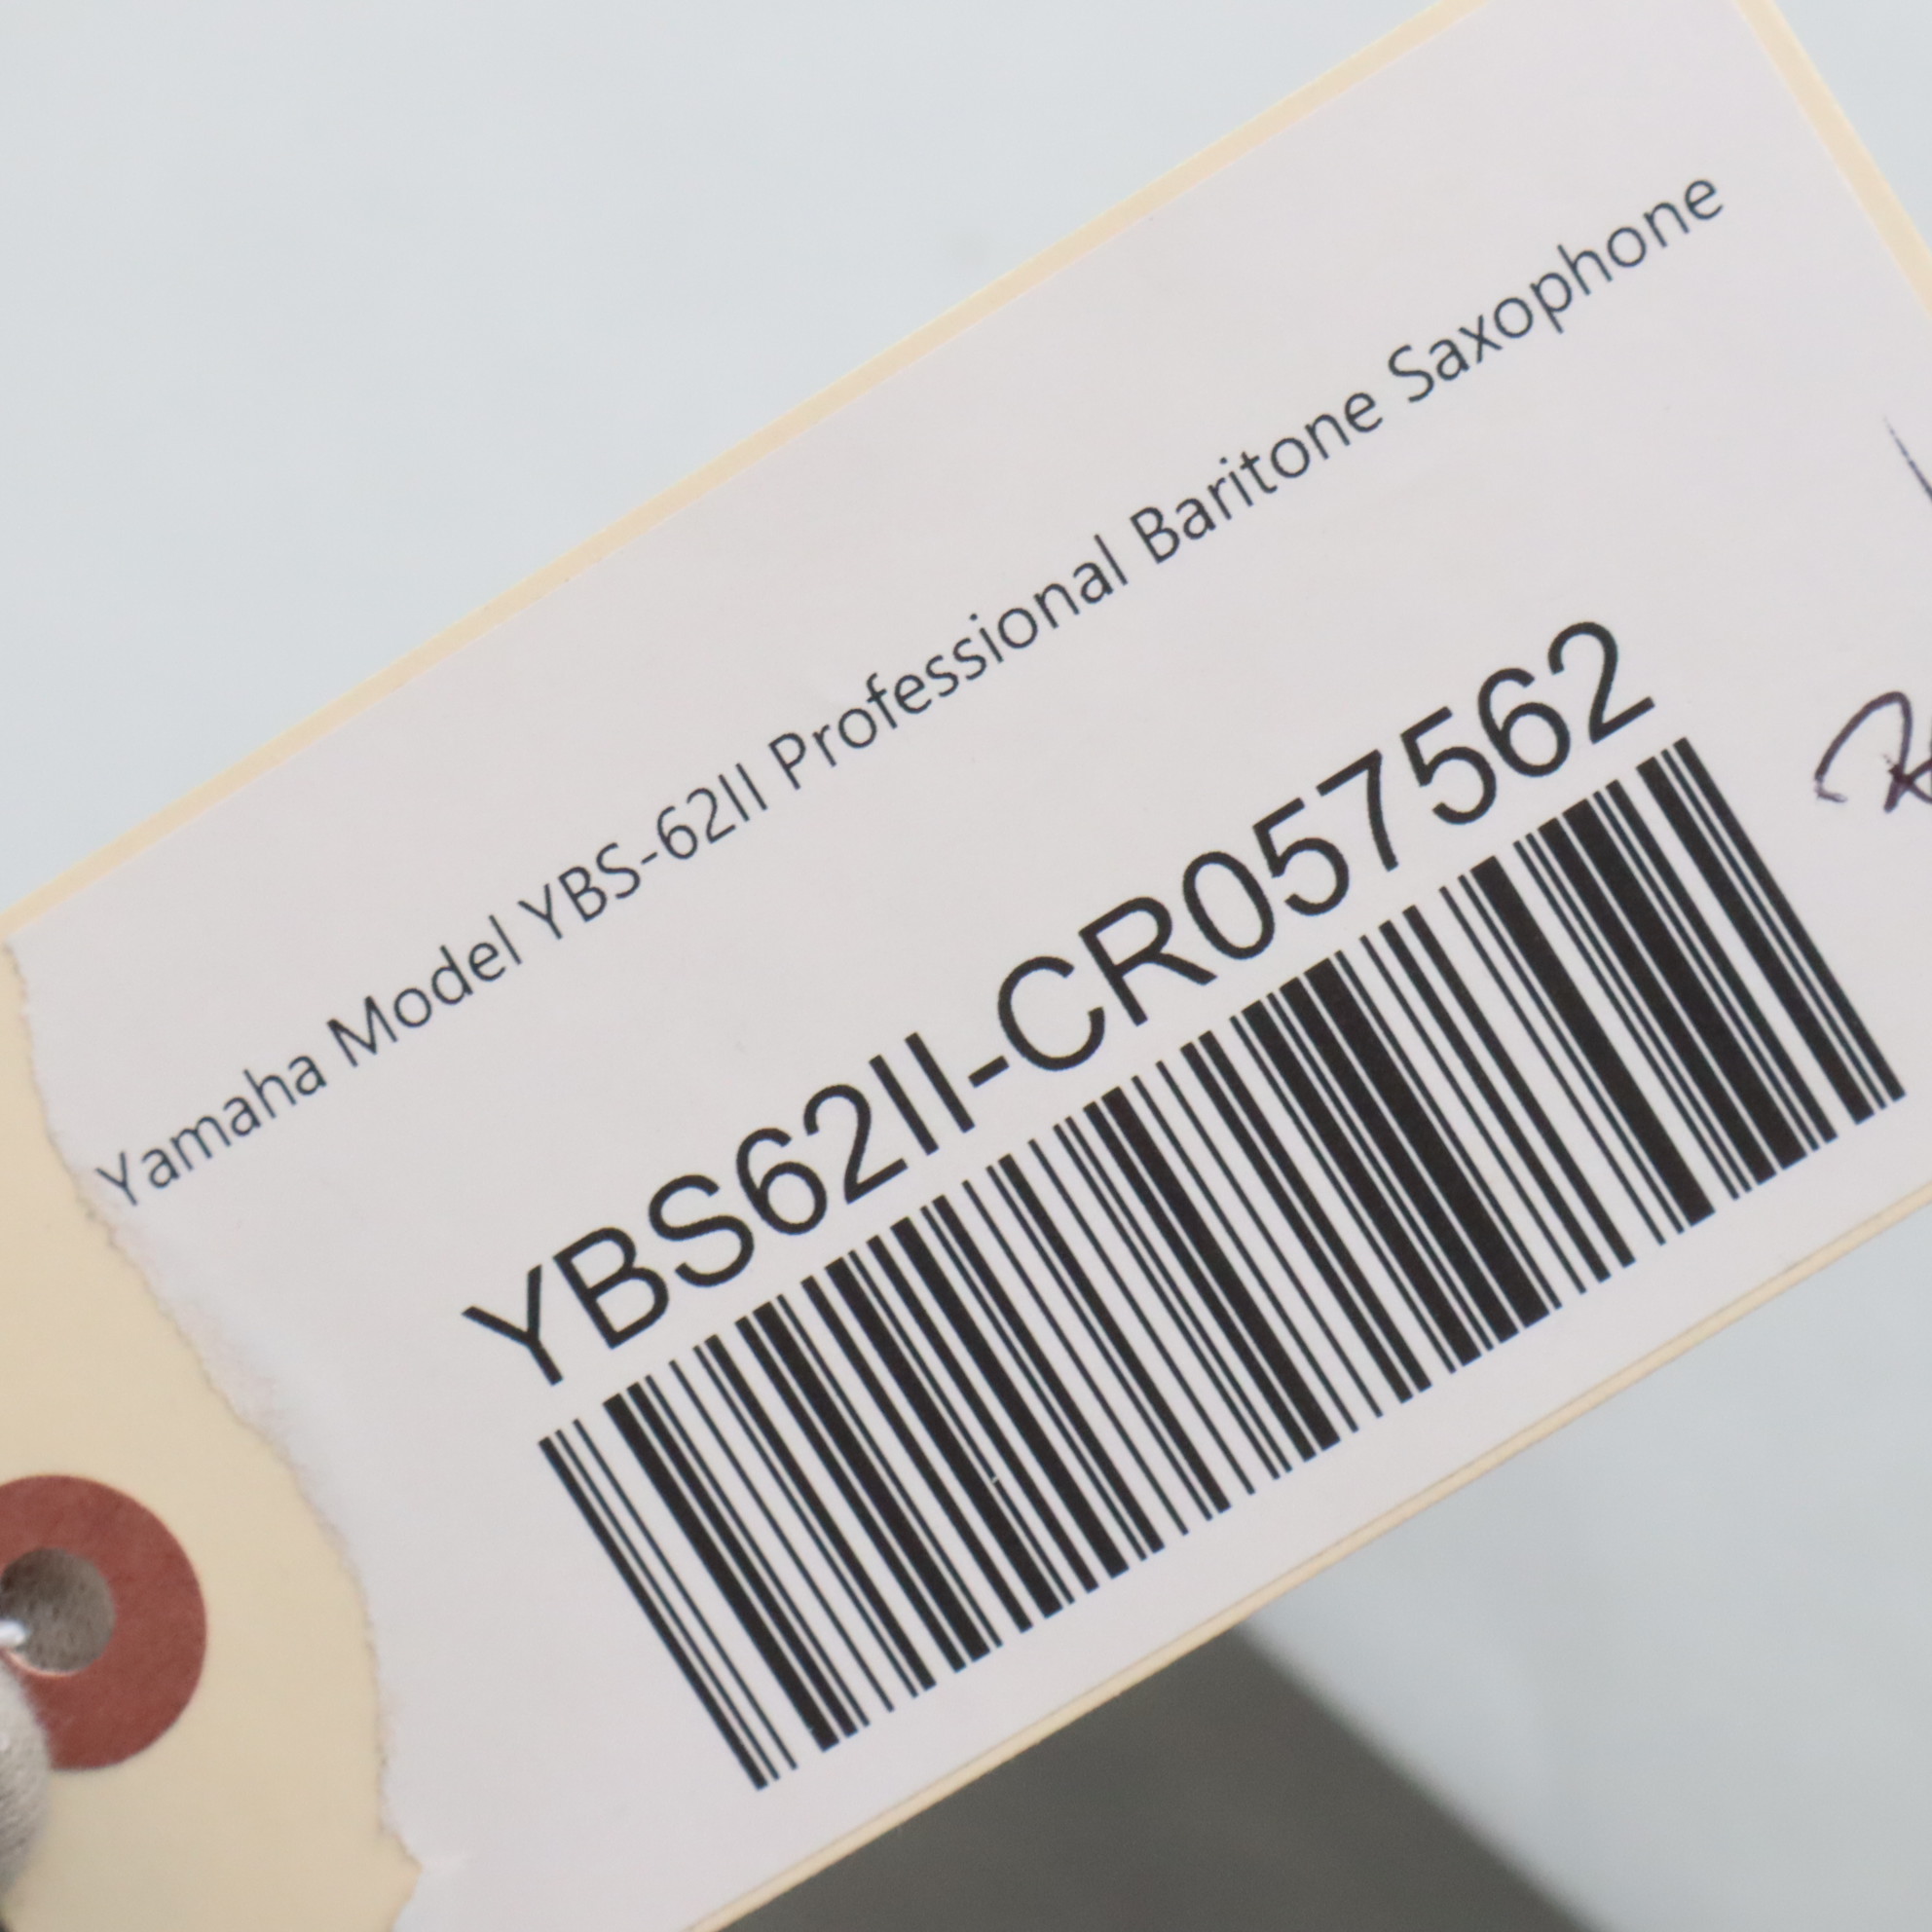 Yamaha Model YBS-62II Professional Baritone Saxophone
YBS62II-CR057562